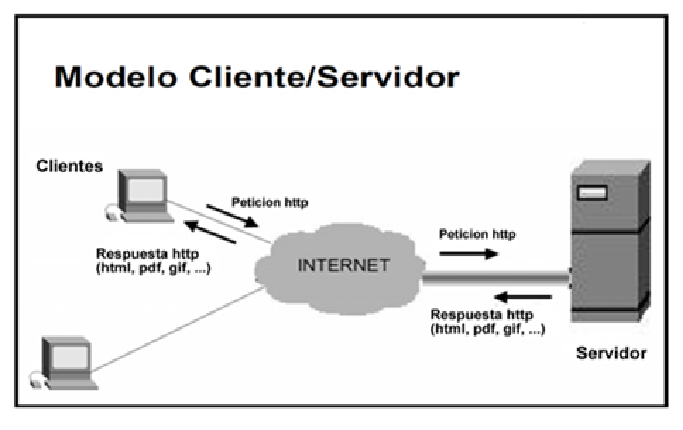 Modelo Cliente/Servidor
Clientes
Peticion http
Respuesta http
(html, pdf, gif, ...)
INTERNET
Peticion http
Respuesta http
(html, pdf, gif, ...)
Servidor